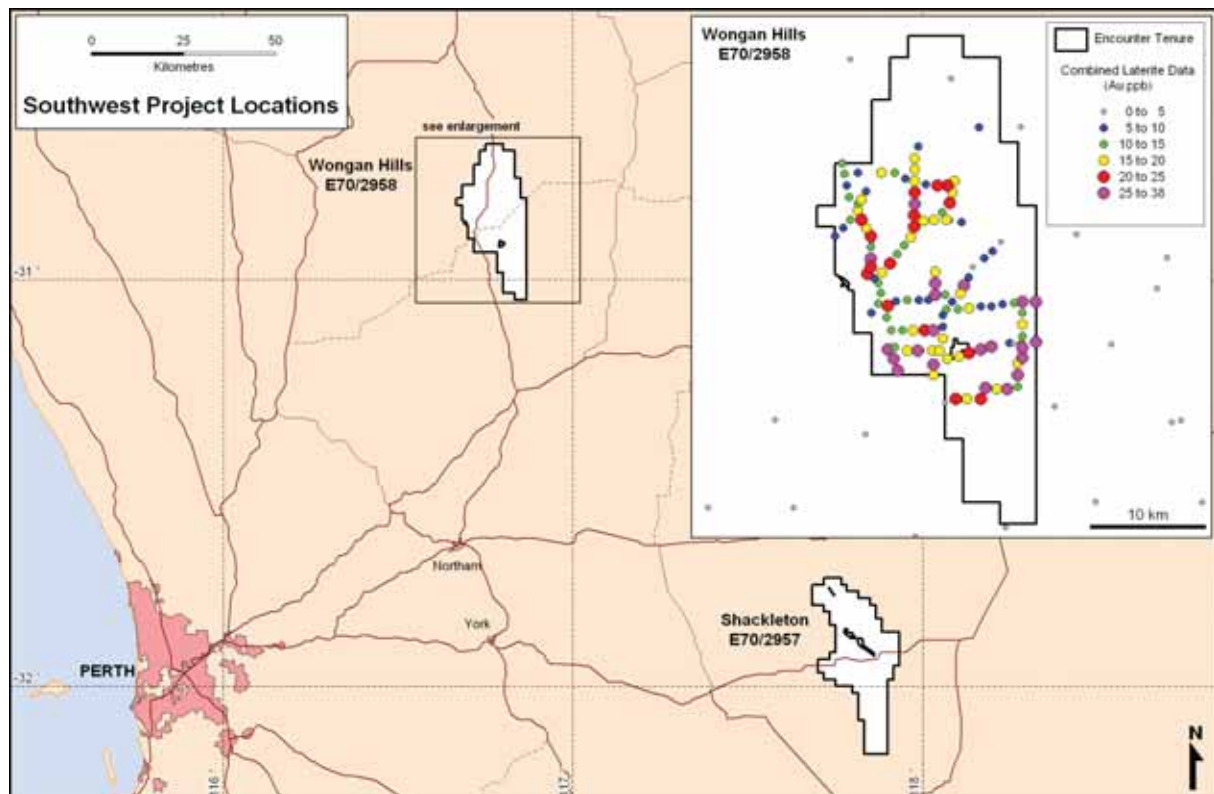 0 25 50
Kilometres
Southwest Project Locations
see enlargement
Wongan Hills
E70/2958
-31°
Northam
York
PERTH
-32
Shackleton
E70/2957
116
117
118
N
Wongan Hills
E70/2958
Encounter Tenure
Combined Laterite Data
(Au ppb)
0 to 5
5 to 10
10 to 15
15 to 20
20 to 25
25 to 38
10 km